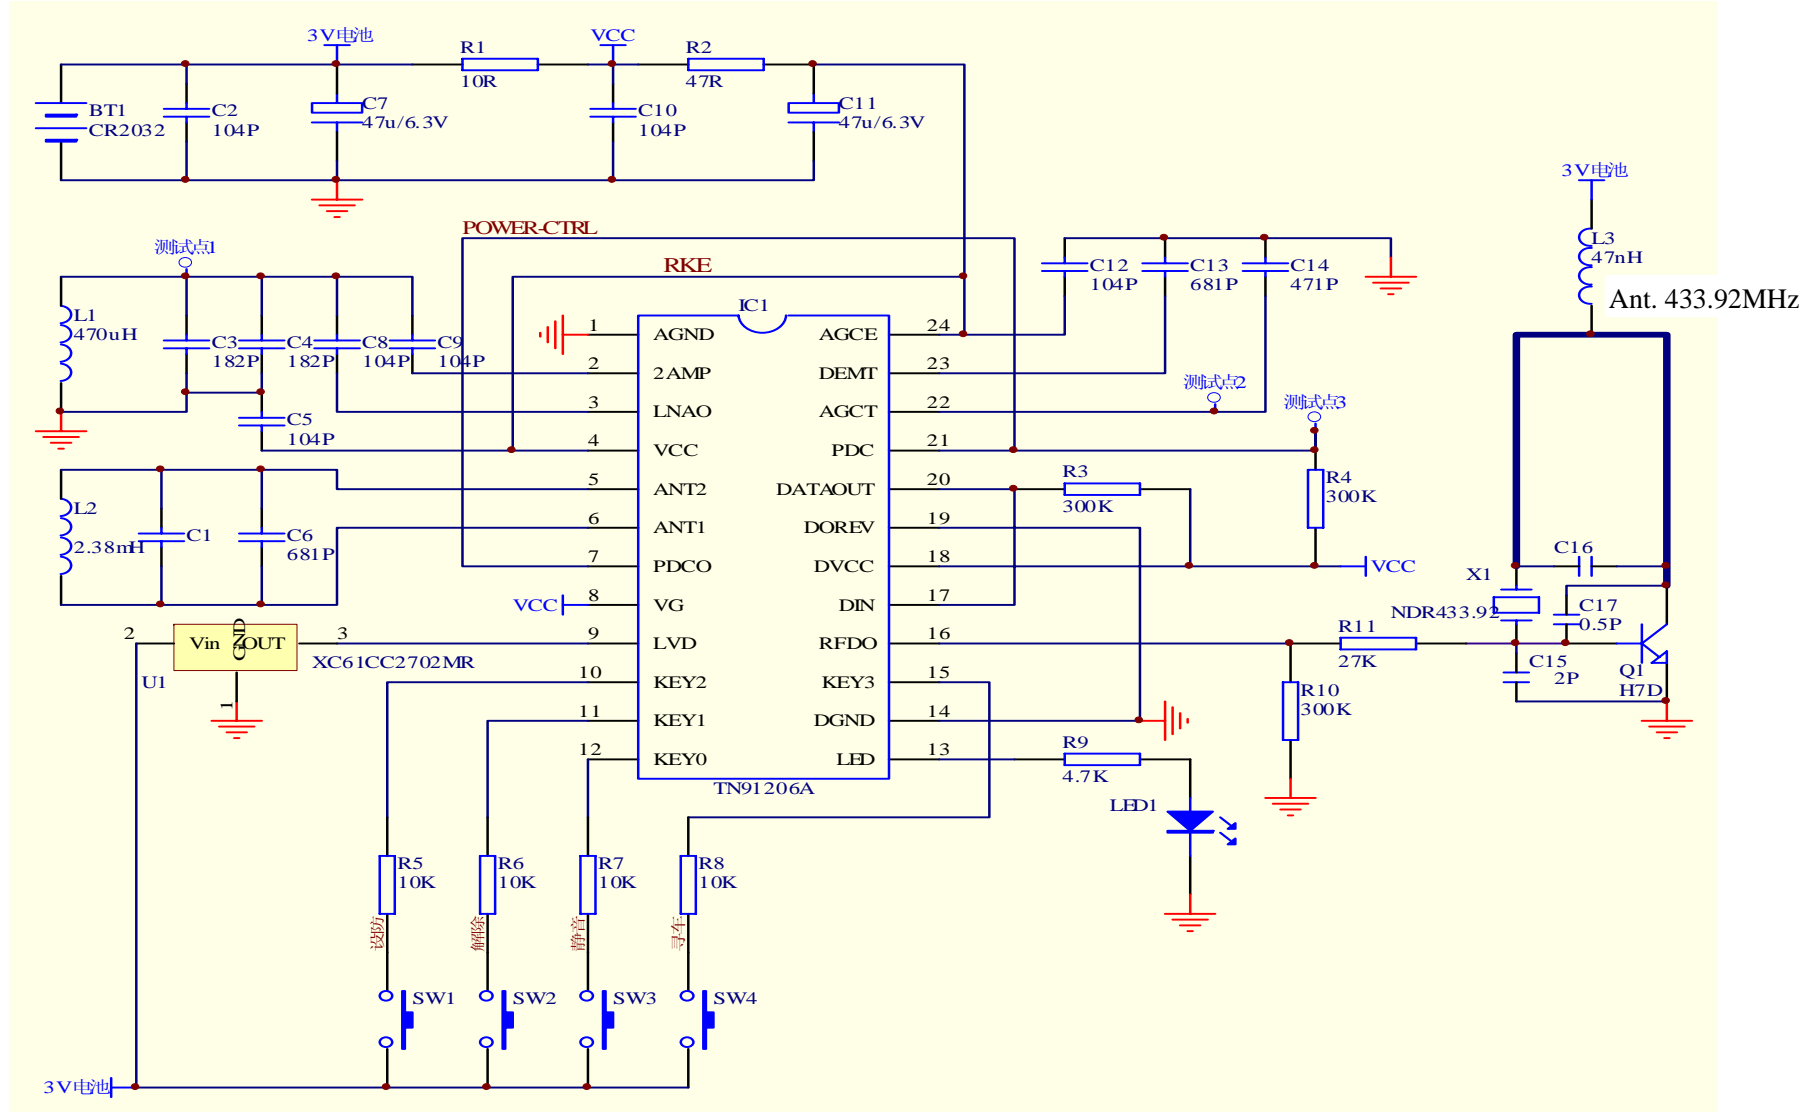 3V电池
VCC
R1
10R
R2
47R
BT1
CR2032
C2
104P
C7
47u/6.3V
C10
104P
C11
47u/6.3V
3V电池
L3
47nH
Ant. 433.92MHz
POWER-CTRL
RKE
测试点1
L1
470uH
C3
182P
C4
182P
C8
104P
C9
104P
C5
104P
C12
104P
C13
681P
C14
471P
IC1
1 AGND
2 2AMP
3 LNAO
4 VCC
5 ANT2
6 ANT1
7 PDCO
8 VG
9 LVD
10 KEY2
11 KEY1
12 KEY0
AGCE 24
DEMT 23
AGCT 22
PDC 21
DATAOUT 20
DOREV 19
DVCC 18
DIN 17
RFDO 16
KEY3 15
DGND 14
LED 13
TN91206A
测试点2
测试点3
R3
300K
R4
300K
VCC
L2
2.38mH
C1
C6
681P
VCC
2
Vin GND OUT
3
1
U1
XC61CC2702MR
C16
X1
NDR433.92
C17
0.5P
R11
27K
C15
2P
Q1
H7D
R10
300K
R9
4.7K
LED1
R5
10K
R6
10K
R7
10K
R8
10K
设防
解除
静音
寻车
SW1
SW2
SW3
SW4
3V电池